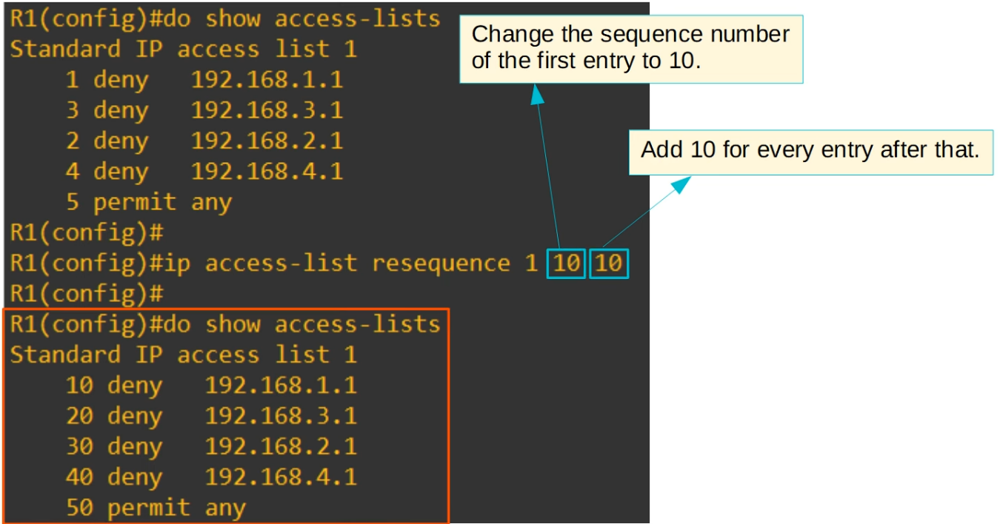 R1(config)#do show access-lists
Standard IP access list 1
1 deny 192.168.1.1
3 deny 192.168.3.1
2 deny 192.168.2.1
4 deny 192.168.4.1
5 permit any
R1(config)#
R1(config)#ip access-list resequence 1 10 10
R1(config)#
R1(config)#do show access-lists
Standard IP access list 1
10 deny 192.168.1.1
20 deny 192.168.3.1
30 deny 192.168.2.1
40 deny 192.168.4.1
50 permit any
Change the sequence number
of the first entry to 10.
Add 10 for every entry after that.